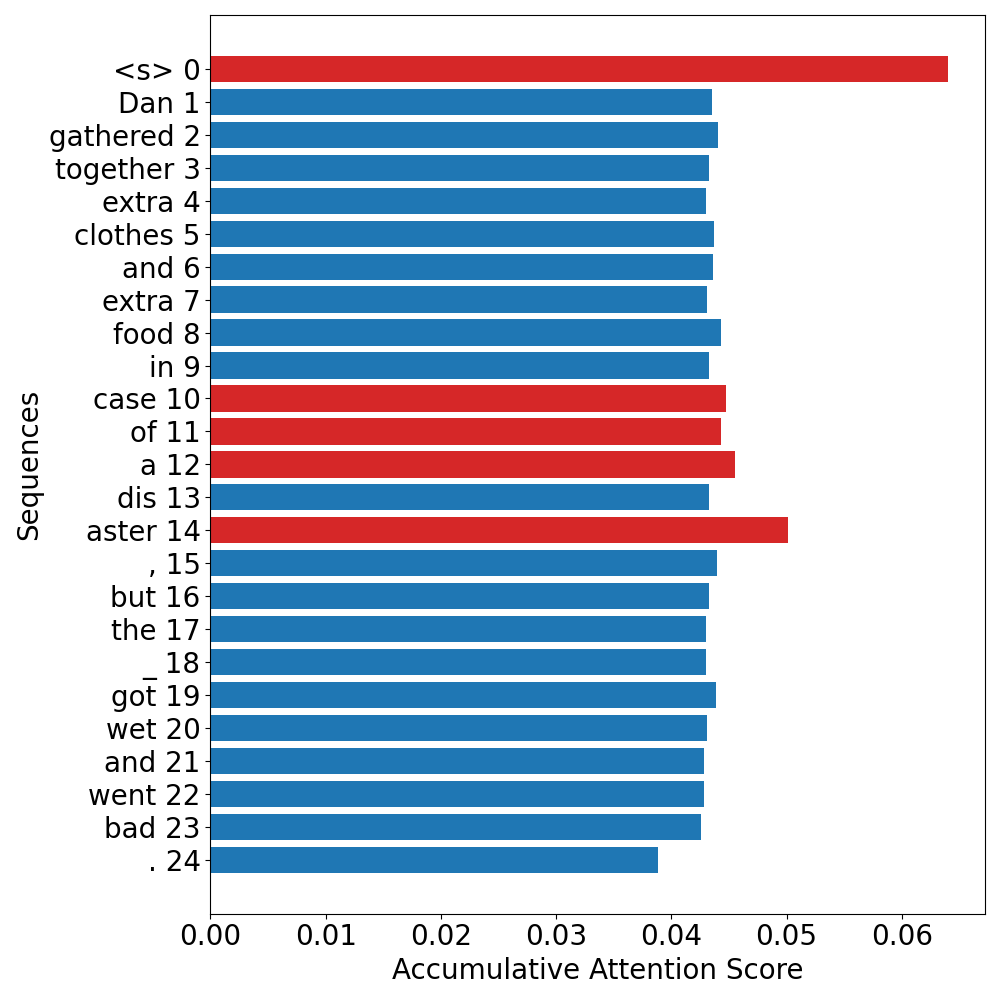 <s> 0
Dan 1
gathered 2
together 3
extra 4
clothes 5
and 6
extra 7
food 8
in 9
case 10
of 11
a 12
dis 13
aster 14
, 15
but 16
the 17
_ 18
got 19
wet 20
and 21
went 22
bad 23
. 24
Sequences
0.00 0.01 0.02 0.03 0.04 0.05 0.06
Accumulative Attention Score